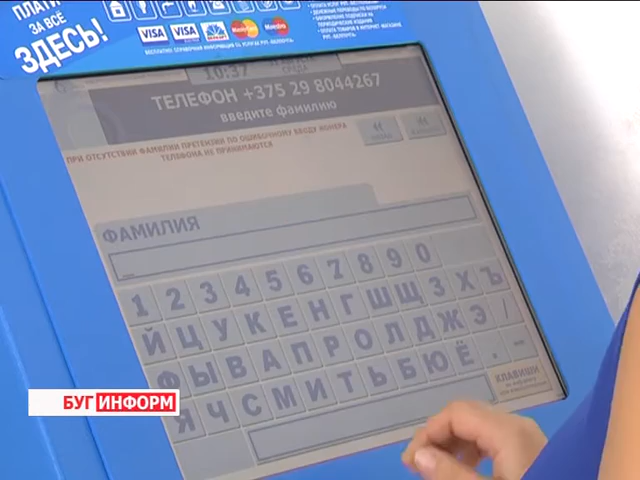 ПЛАТИ
ЗА ВСЁ
ЗДЕСЬ!
VISA VISA MasterCard Maestro
10:37
ТЕЛЕФОН +375 29 8044267
введите фамилию
ПРИ ОТСУТСТВИИ ФАМИЛИИ ПРЕТЕНЗИИ ПО ОШИБОЧНОМУ ВВОДУ НОМЕРА
ТЕЛЕФОНА НЕ ПРИНИМАЮТСЯ
ФАМИЛИЯ
1 2 3 4 5 6 7 8 9 0
Й Ц У К Е Н Г Ш Щ З Х Ъ
Ф Ы В А П Р О Л Д Ж Э /
Я Ч С М И Т Ь Б Ю Ё . -
КЛАВИШИ
БУГ ИНФОРМ